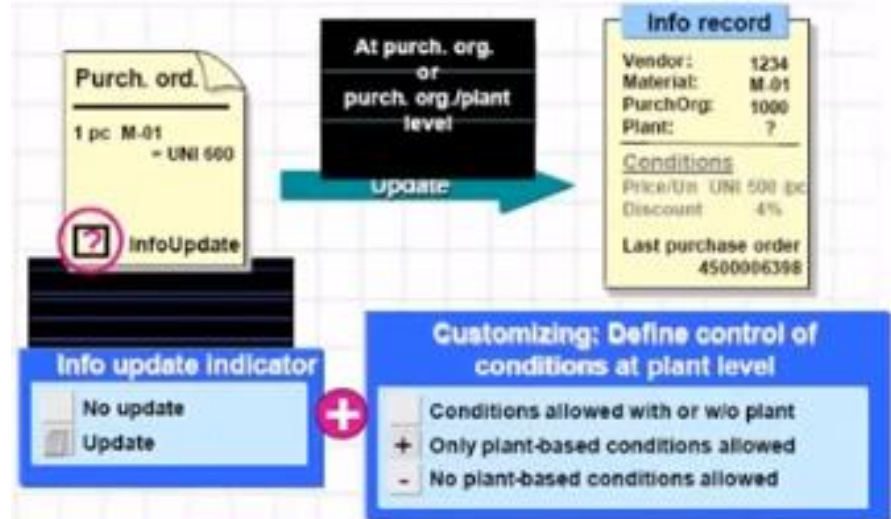 Purch. ord.
1 pc M-01
= UNI 600
? InfoUpdate
At purch. org.
or
purch. org./plant
level
Update
Info record
Vendor: 1234
Material: M-01
PurchOrg: 1000
Plant: ?
Conditions
Price/Un UNI 500 /pc
Discount 4%
Last purchase order
4500006398
Info update indicator
No update
Update
+
Customizing: Define control of
conditions at plant level
Conditions allowed with or w/o plant
+ Only plant-based conditions allowed
- No plant-based conditions allowed